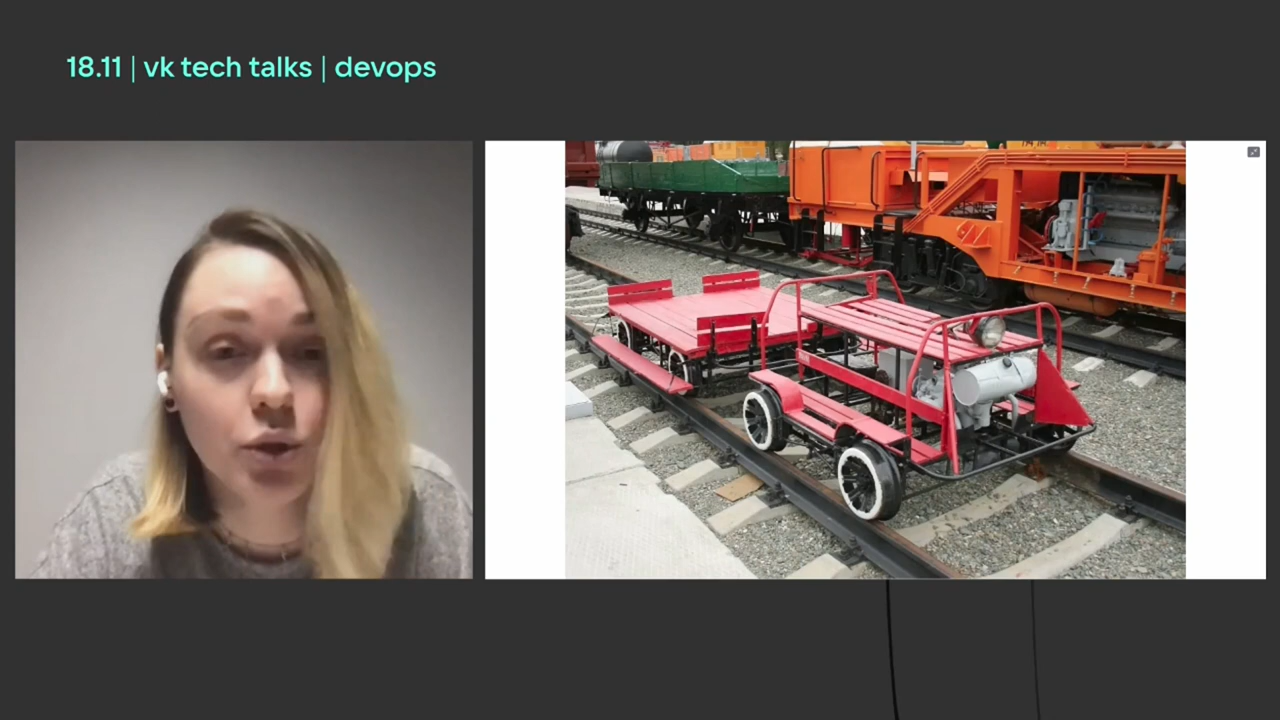 18.11 | vk tech talks | devops